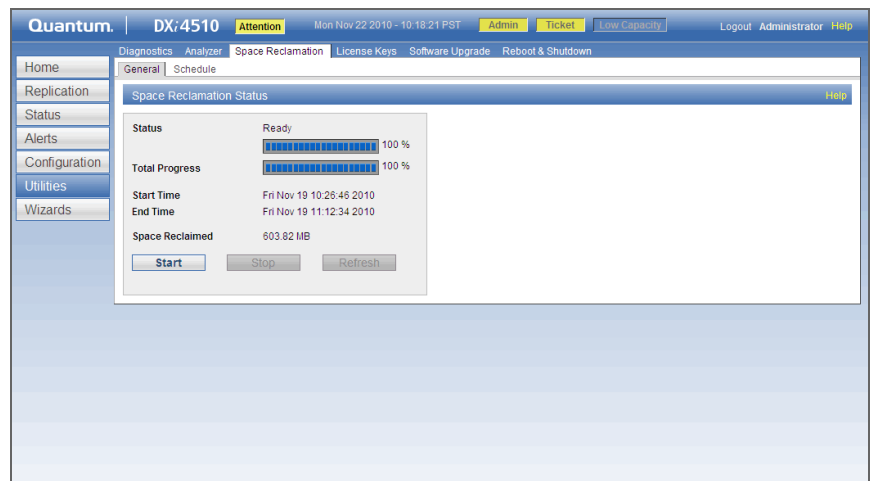 Quantum. DXi4510 Attention Mon Nov 22 2010 - 10:18:21 PST Admin Ticket Low Capacity Logout Administrator Help
Diagnostics Analyzer Space Reclamation License Keys Software Upgrade Reboot & Shutdown
General Schedule
Home
Replication
Status
Alerts
Configuration
Utilities
Wizards
Space Reclamation Status Help
Status Ready
100 %
Total Progress 100 %
Start Time Fri Nov 19 10:26:46 2010
End Time Fri Nov 19 11:12:34 2010
Space Reclaimed 603.82 MB
Start Stop Refresh